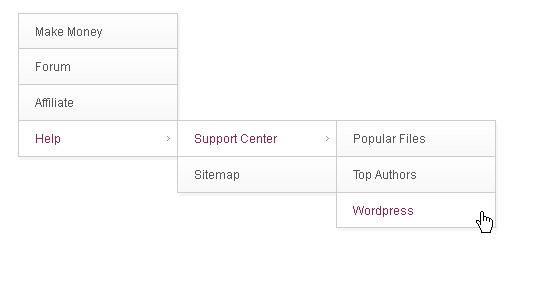 Make Money
Forum
Affiliate
Help
Support Center
Popular Files
Sitemap
Top Authors
Wordpress